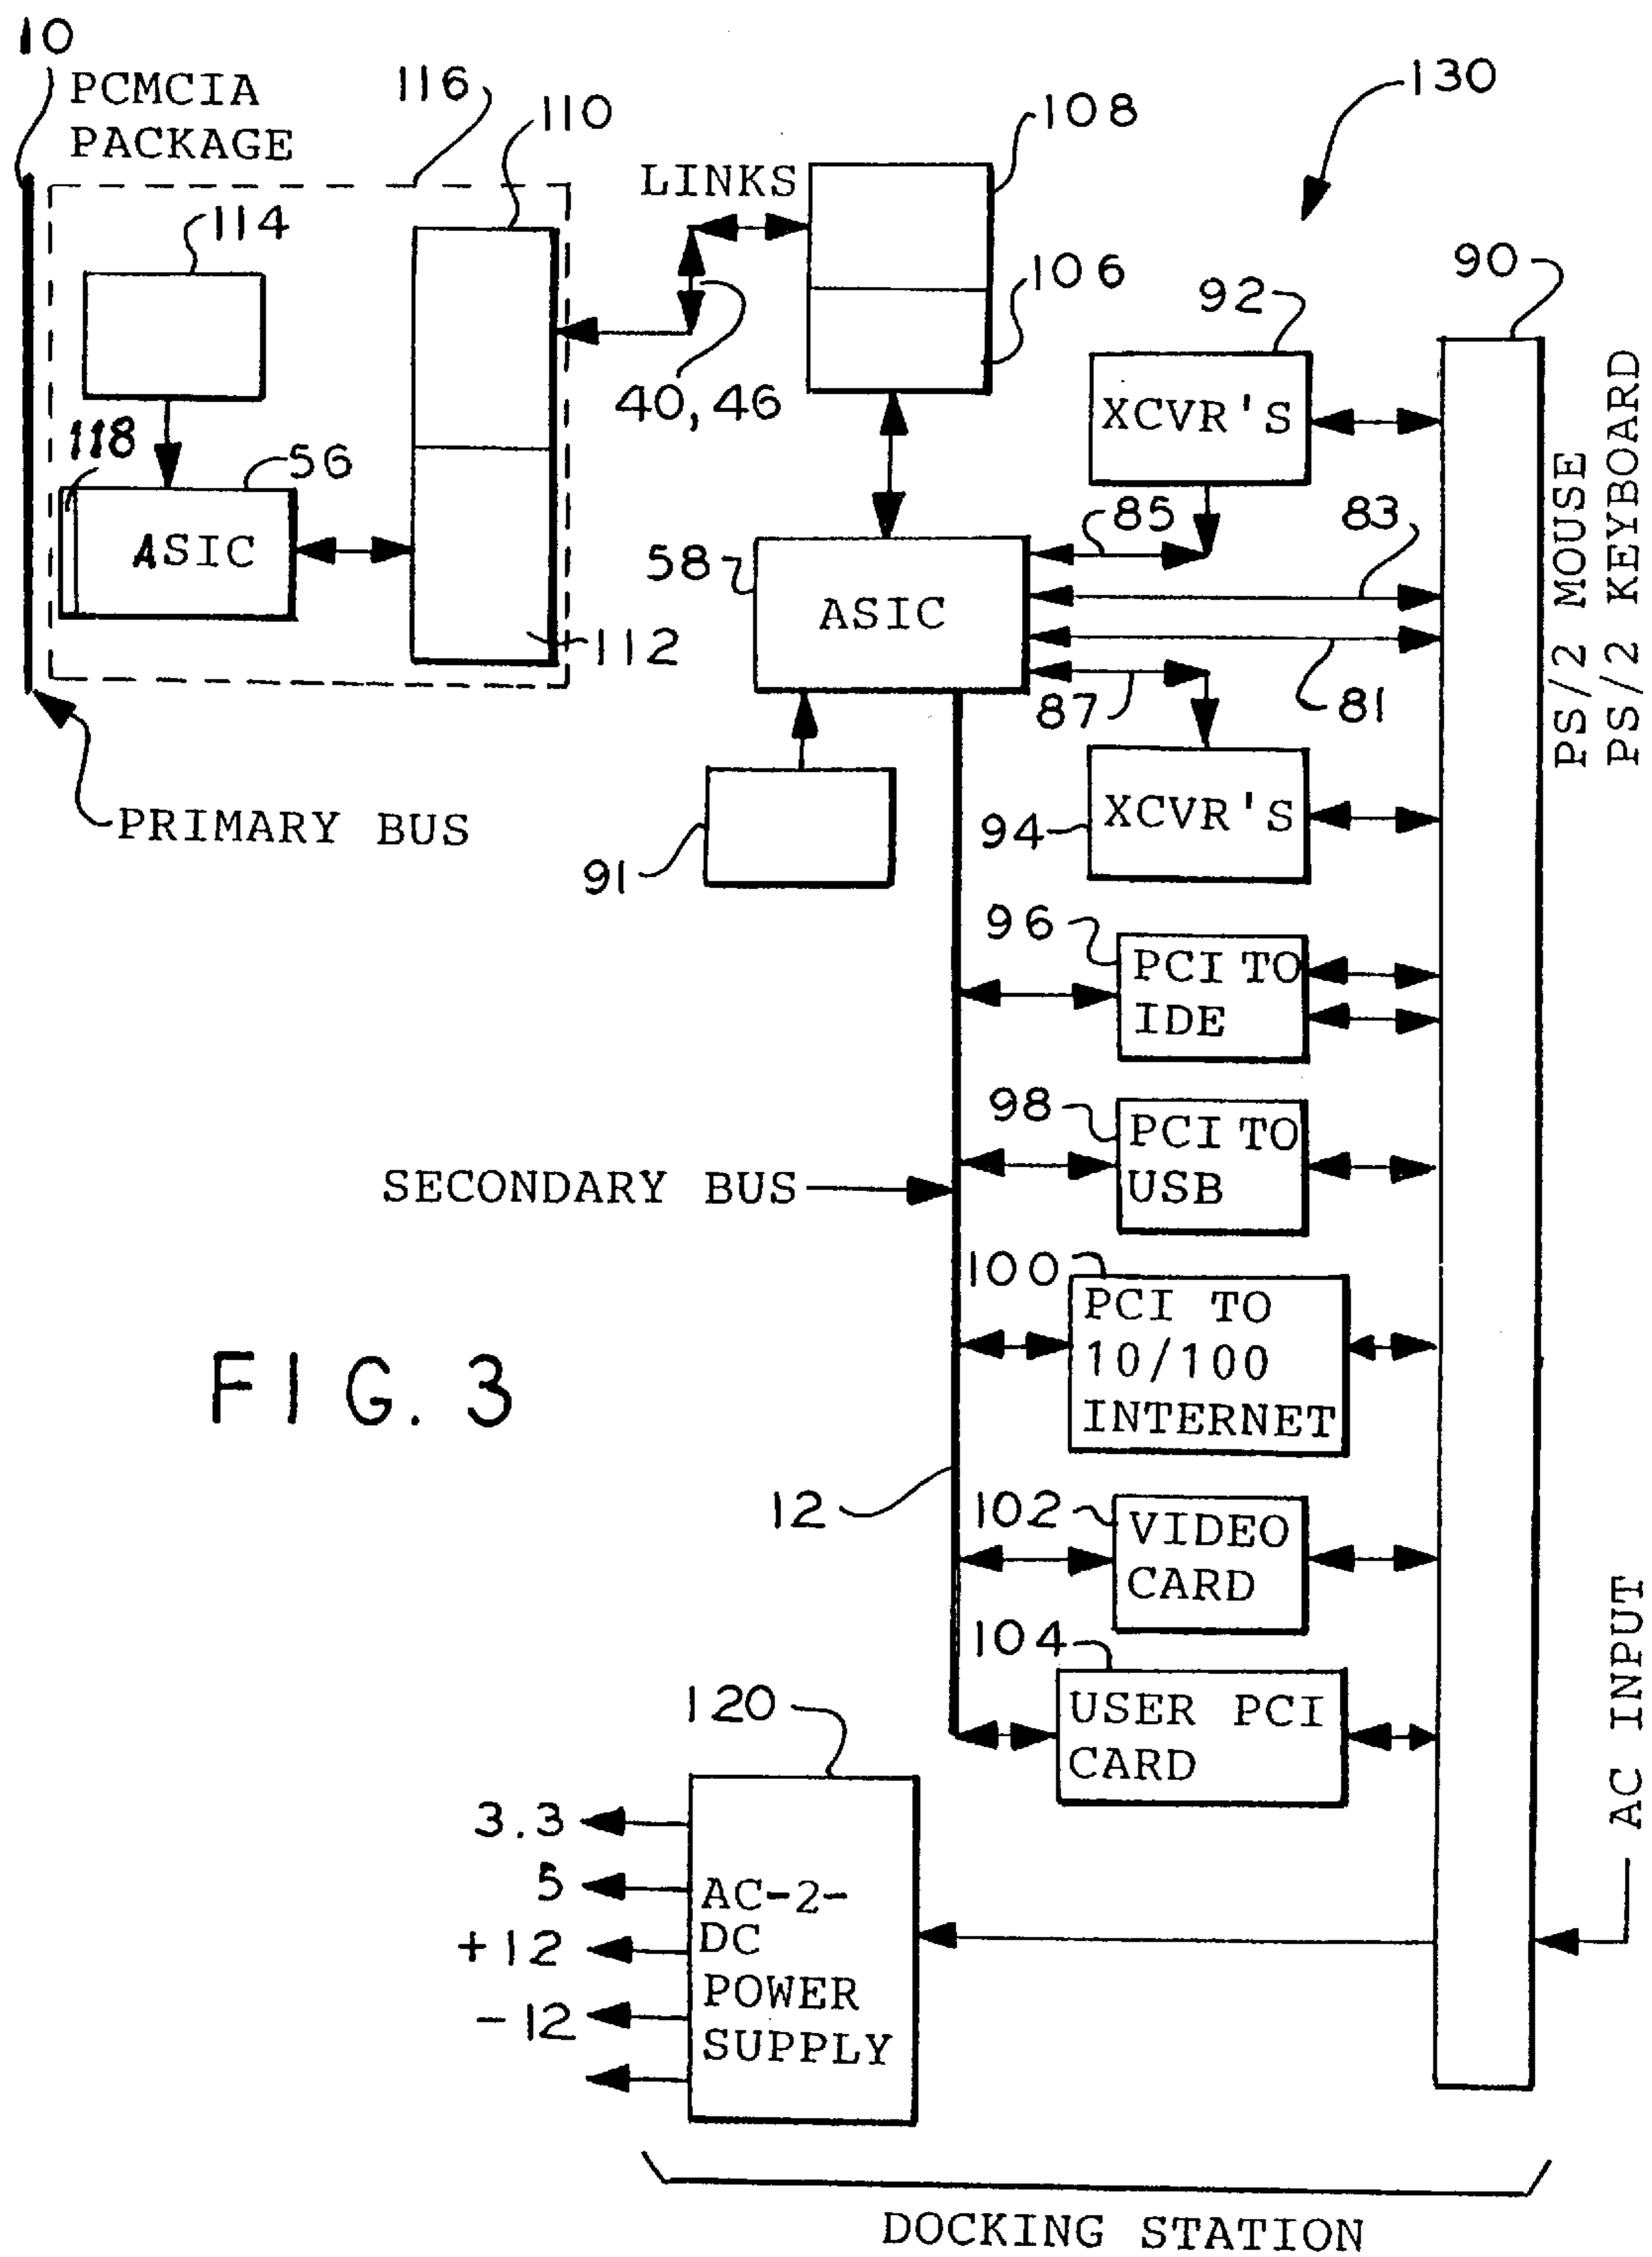 10
PCMCIA
PACKAGE
116
110
LINKS
108
130
114
106
92
90
40, 46
XCVR'S
118
56
ASIC
58
ASIC
85
83
PS/2 MOUSE
PS/2 KEYBOARD
112
87
81
PRIMARY BUS
91
94
XCVR'S
96
PCI TO
IDE
98
PCI TO
USB
SECONDARY BUS
100
PCI TO
10/100
INTERNET
FIG. 3
12
102
VIDEO
CARD
104
USER PCI
CARD
AC INPUT
120
3.3
5
+12
-12
AC-2-
DC
POWER
SUPPLY
DOCKING STATION